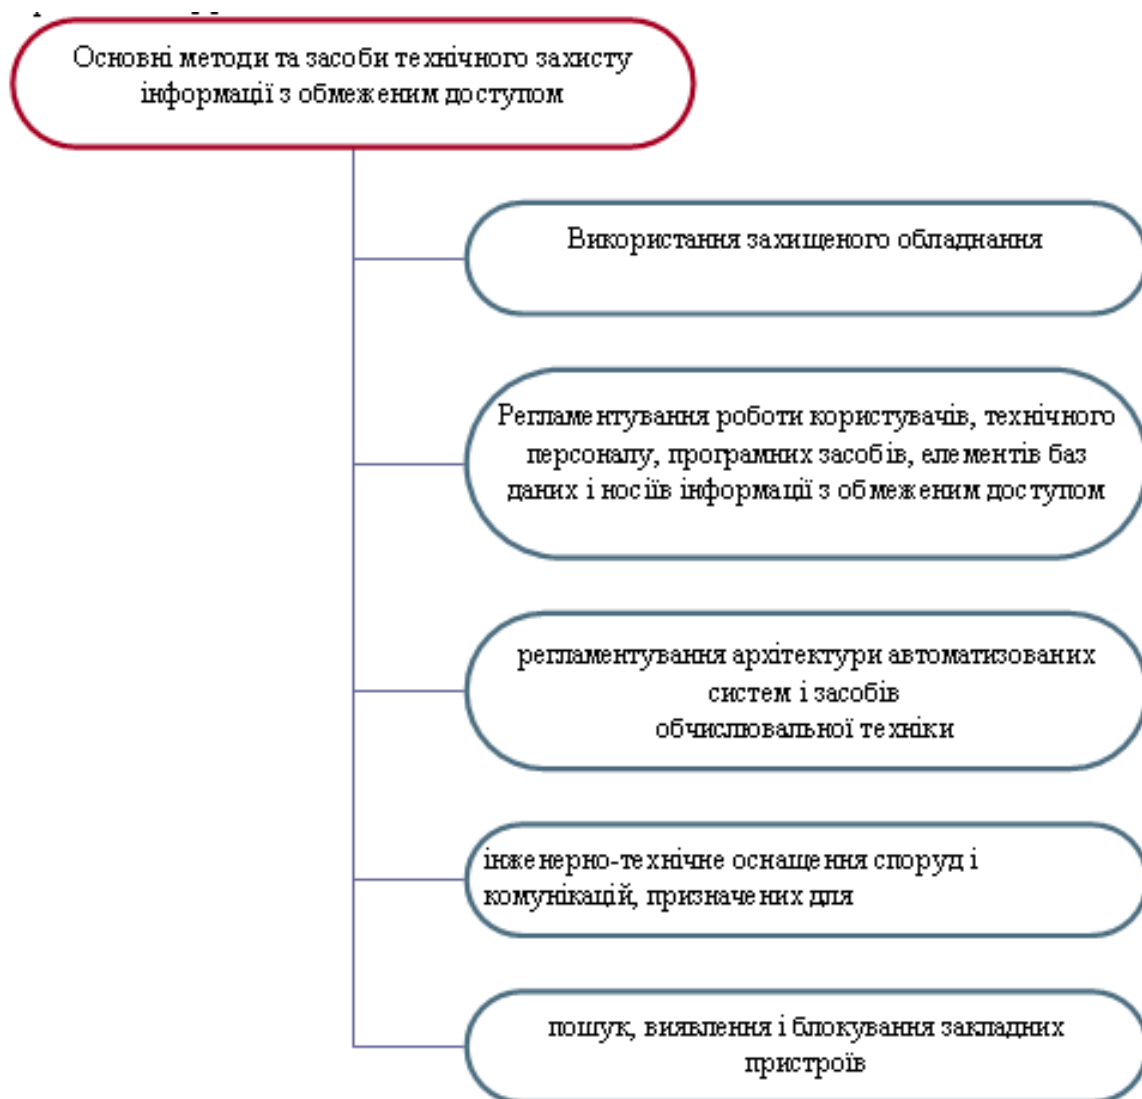 Основні методи та засоби технічного захисту
інформації з обмеженим доступом
Використання захищеного обладнання
Регламентування роботи користувачів, технічного
персоналу, програмних засобів, елементів баз
даних і носіїв інформації з обмеженим доступом
регламентування архітектури автоматизованих
систем і засобів
обчислювальної техніки
інженерно-технічне оснащення споруд і
комунікацій, призначених для
пошук, виявлення і блокування закладних
пристроїв